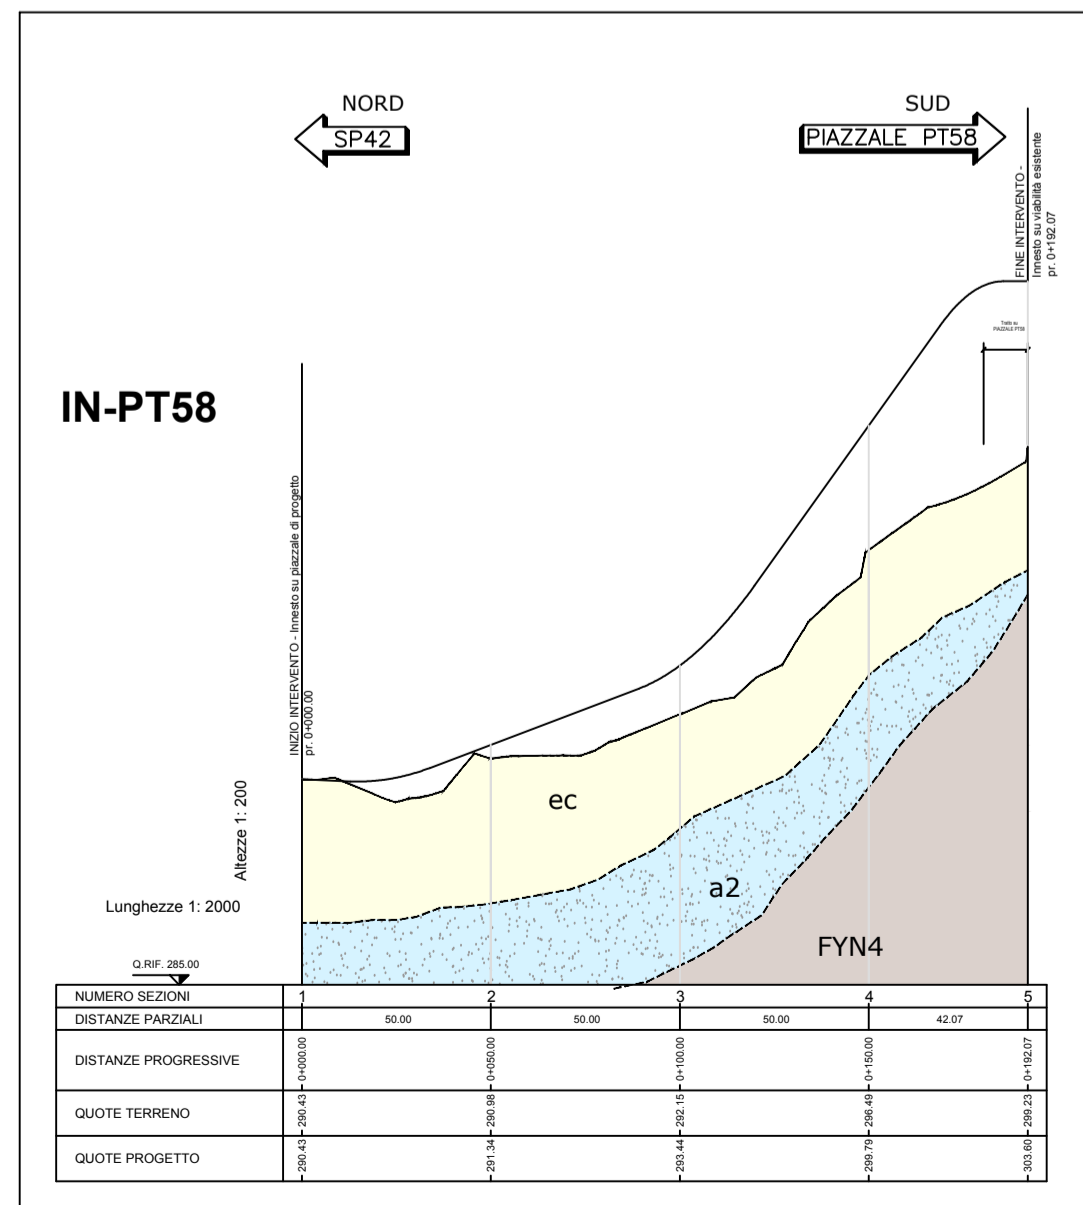 NORD
SP42
SUD
PIAZZALE PT58
FINE INTERVENTO -
Innesto su viabilità esistente
pr. 0+192.07
Tratto su
PIAZZALE PT58
IN-PT58
INIZIO INTERVENTO - Innesto su piazzale di progetto
pr. 0+000.00
ec
a2
FYN4
Altezze 1: 200
Lunghezze 1: 2000
Q.RIF. 285.00
NUMERO SEZIONI 1 2 3 4 5
DISTANZE PARZIALI 50.00 50.00 50.00 42.07
DISTANZE PROGRESSIVE 0+000.00 0+050.00 0+100.00 0+150.00 0+192.07
QUOTE TERRENO 290.43 290.98 292.15 296.49 299.23
QUOTE PROGETTO 290.43 291.34 293.44 299.79 303.60